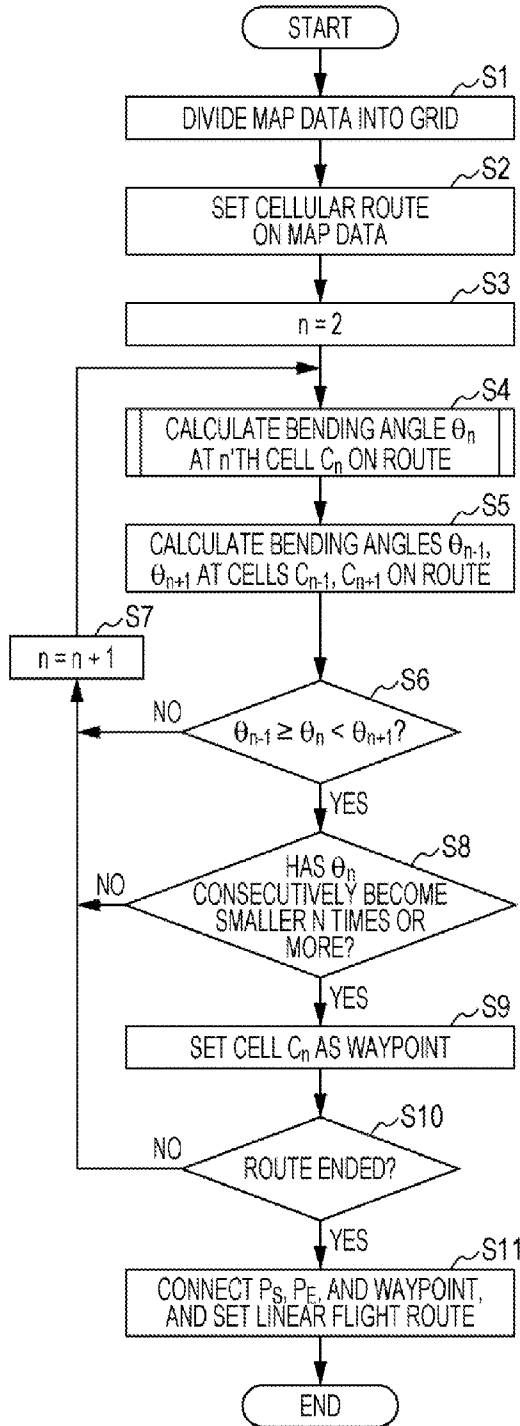 START
S1
DIVIDE MAP DATA INTO GRID
S2
SET CELLULAR ROUTE
ON MAP DATA
S3
n = 2
S4
CALCULATE BENDING ANGLE θn
AT n'TH CELL Cn ON ROUTE
S5
CALCULATE BENDING ANGLES θn-1,
θn+1 AT CELLS Cn-1, Cn+1 ON ROUTE
S7
n = n + 1
S6
NO
θn-1 ≥ θn < θn+1?
YES
S8
NO
HAS θn
CONSECUTIVELY BECOME
SMALLER N TIMES OR
MORE?
YES
S9
SET CELL Cn AS WAYPOINT
S10
NO
ROUTE ENDED?
YES
S11
CONNECT PS, PE, AND WAYPOINT,
AND SET LINEAR FLIGHT ROUTE
END